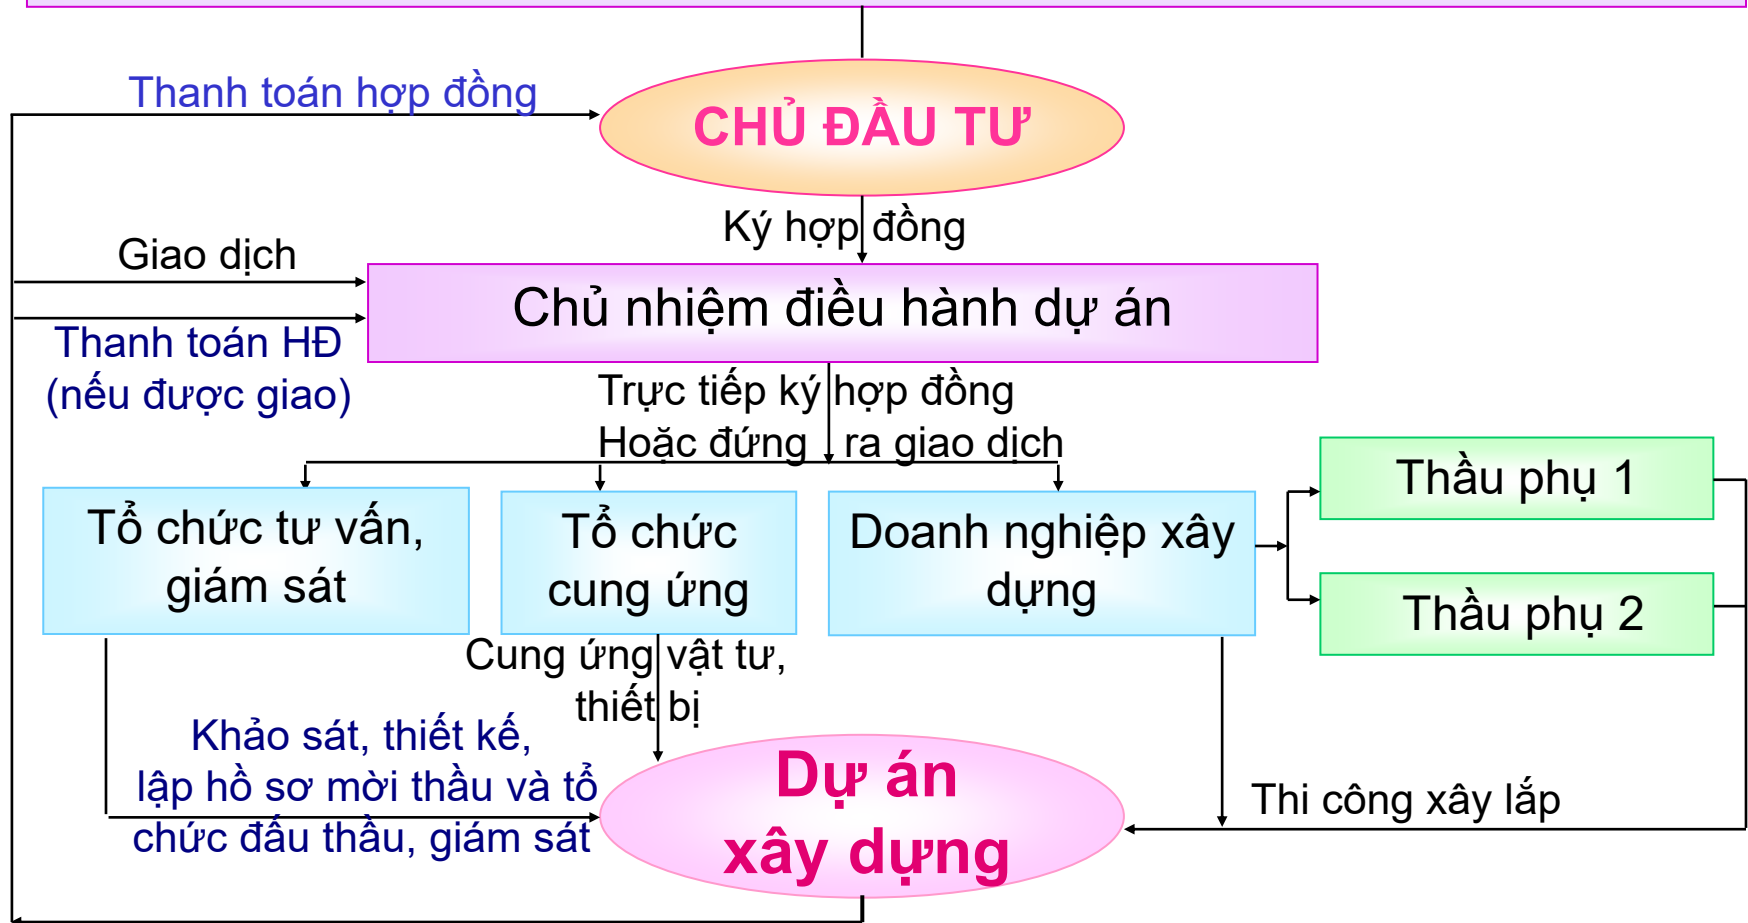 Thanh toán hợp đồng
CHỦ ĐẦU TƯ
Ký hợp đồng
Giao dịch
Chủ nhiệm điều hành dự án
Thanh toán HĐ
(nếu được giao)
Trực tiếp ký hợp đồng
Hoặc đứng ra giao dịch
Tổ chức tư vấn,
giám sát
Tổ chức
cung ứng
Doanh nghiệp xây
dựng
Thầu phụ 1
Thầu phụ 2
Cung ứng vật tư,
thiết bị
Khảo sát, thiết kế,
lập hồ sơ mời thầu và tổ
chức đấu thầu, giám sát
Dự án
xây dựng
Thi công xây lắp